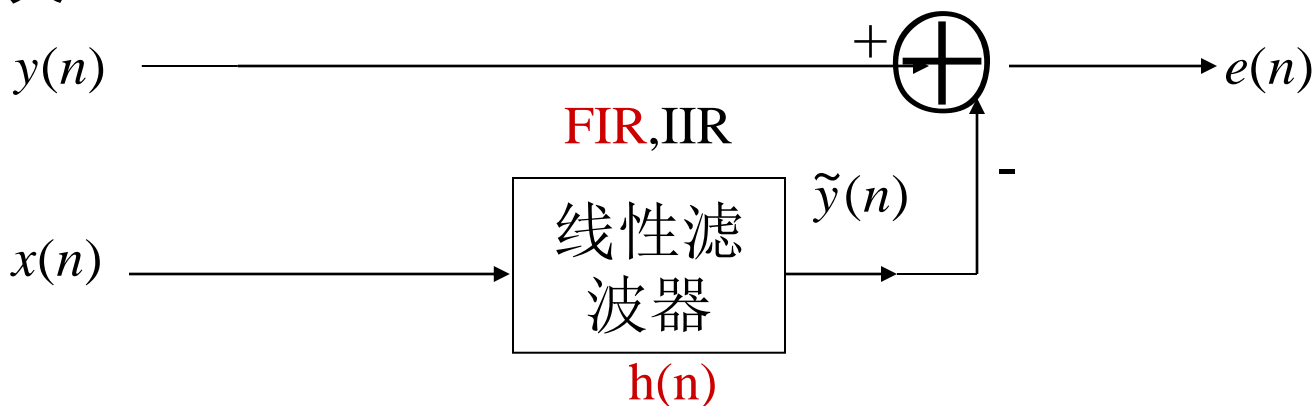 y(n)
+
e(n)
FIR,IIR
-
ỹ(n)
线性滤
波器
x(n)
h(n)